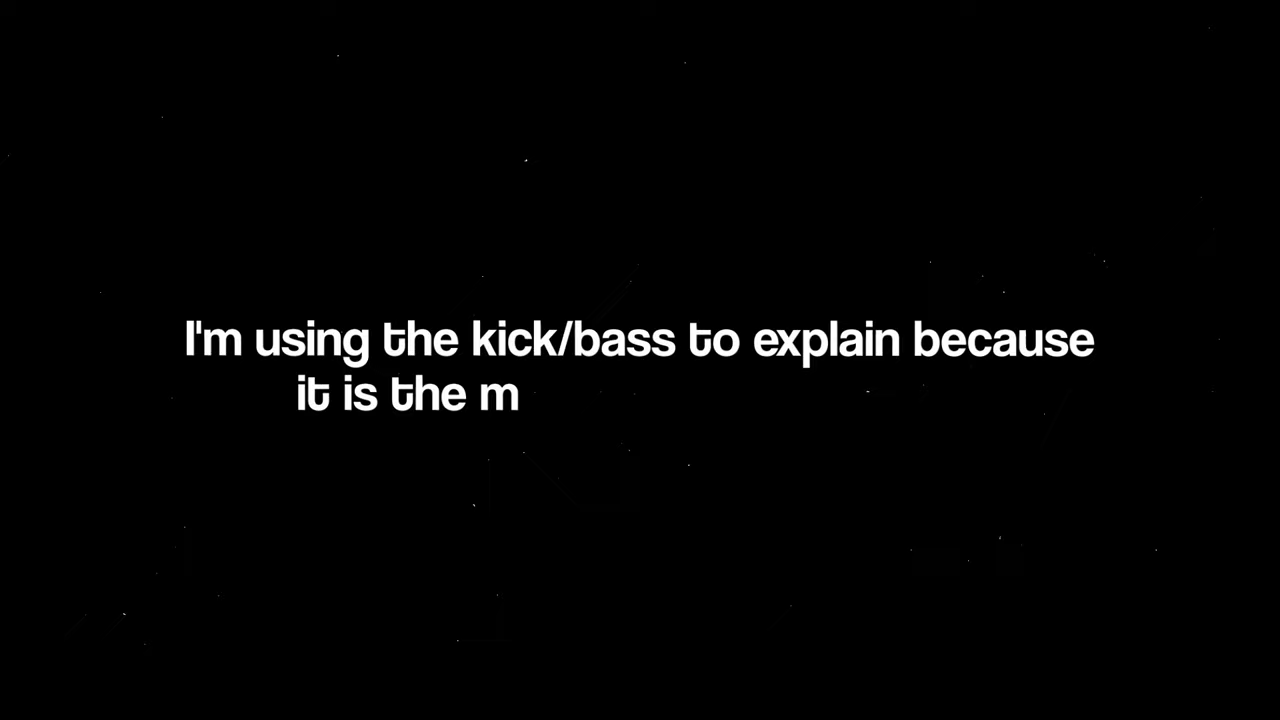 I'm using the kick/bass to explain because
it is the m